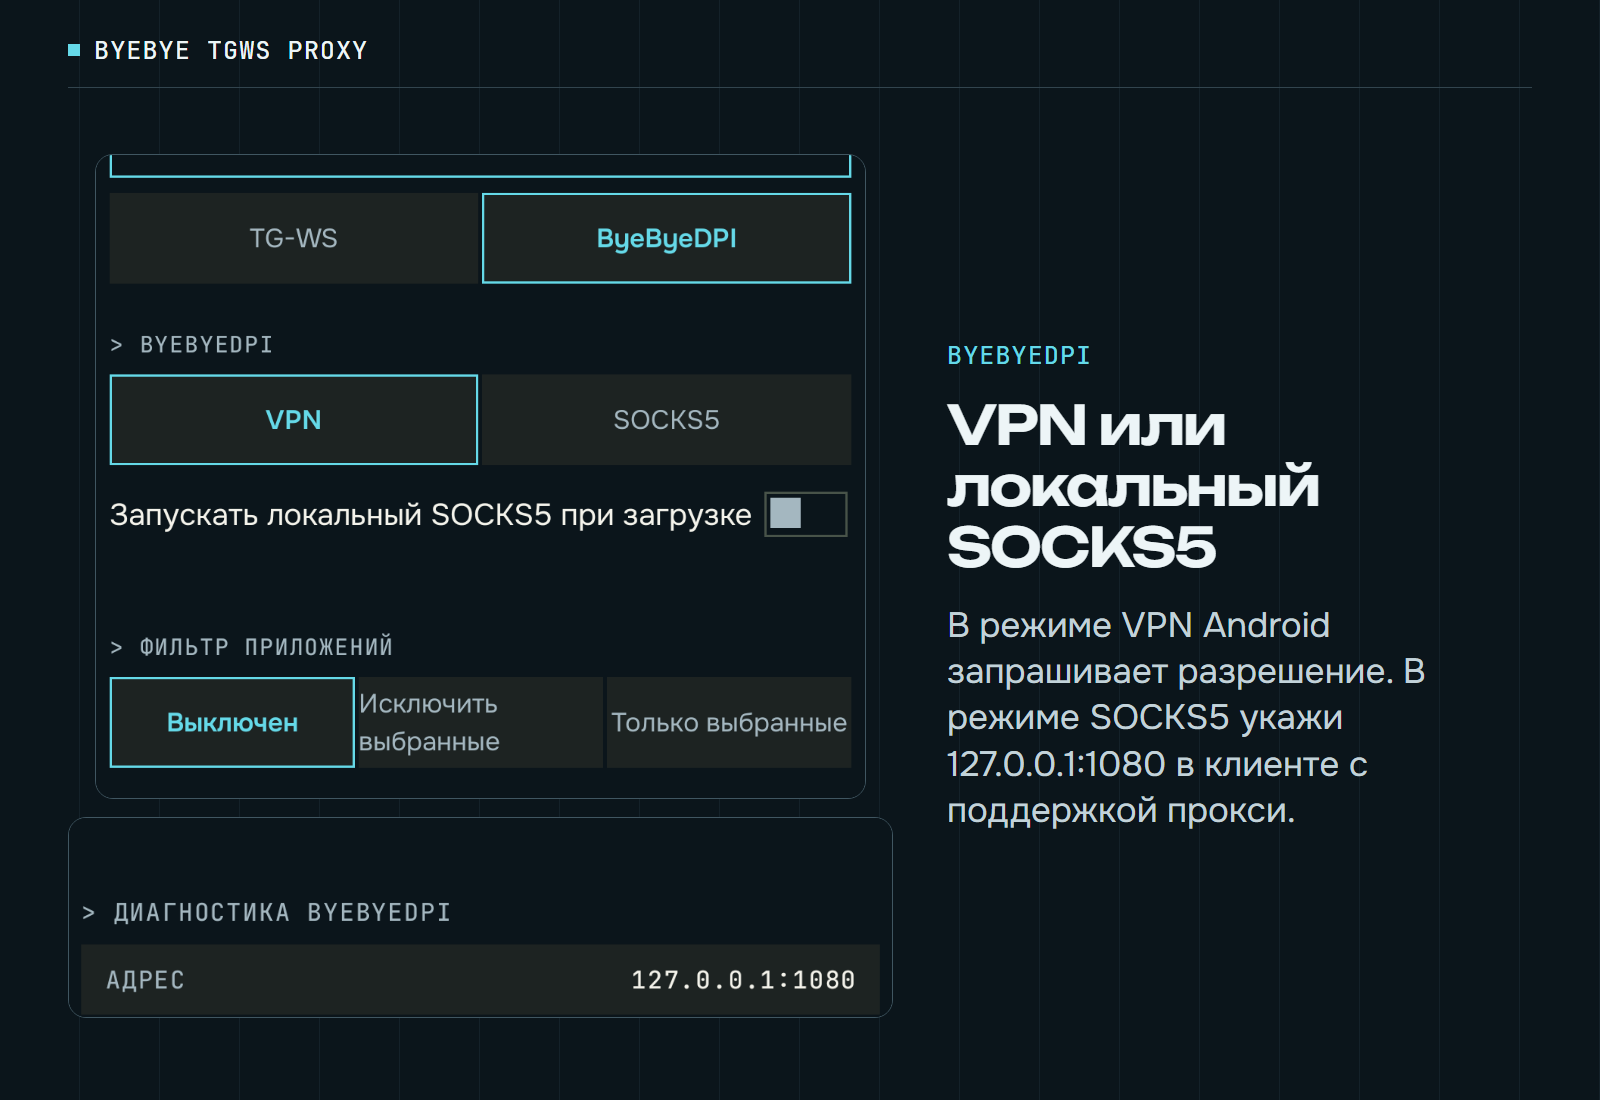 BYEBYE TGWS PROXY
TG-WS
ByeByeDPI
> BYEBYEDPI
VPN
SOCKS5
Запускать локальный SOCKS5 при загрузке
> ФИЛЬТР ПРИЛОЖЕНИЙ
Выключен
Исключить
выбранные
Только выбранные
> ДИАГНОСТИКА BYEBYEDPI
АДРЕС
127.0.0.1:1080
BYEBYEDPI
VPN или
локальный
SOCKS5
В режиме VPN Android
запрашивает разрешение. В
режиме SOCKS5 укажи
127.0.0.1:1080 в клиенте с
поддержкой прокси.